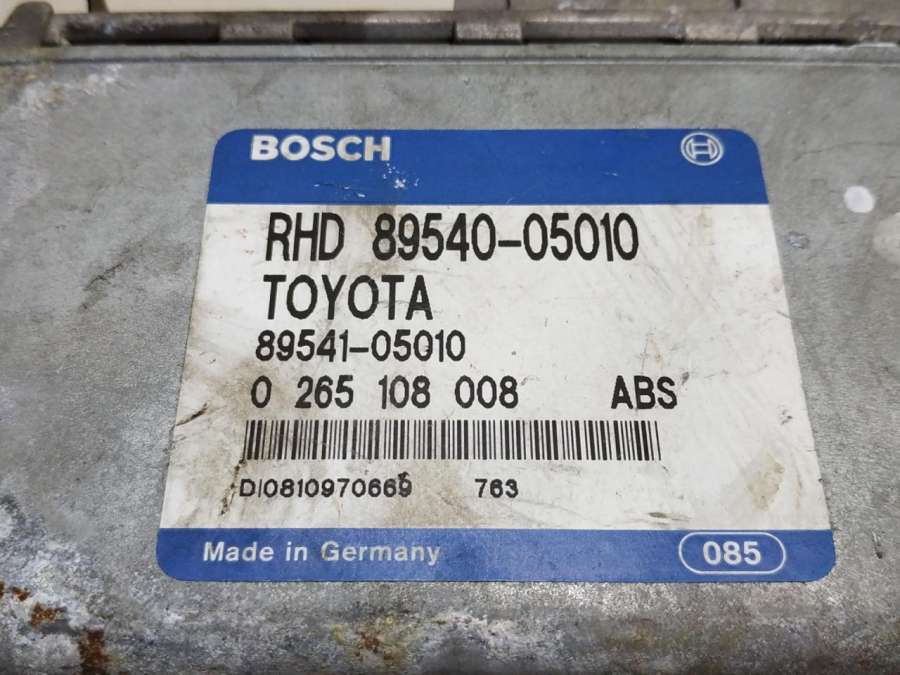 BOSCH
RHD 89540-05010
TOYOTA
89541-05010
0 265 108 008 ABS
DI0810970669 763
Made in Germany 085